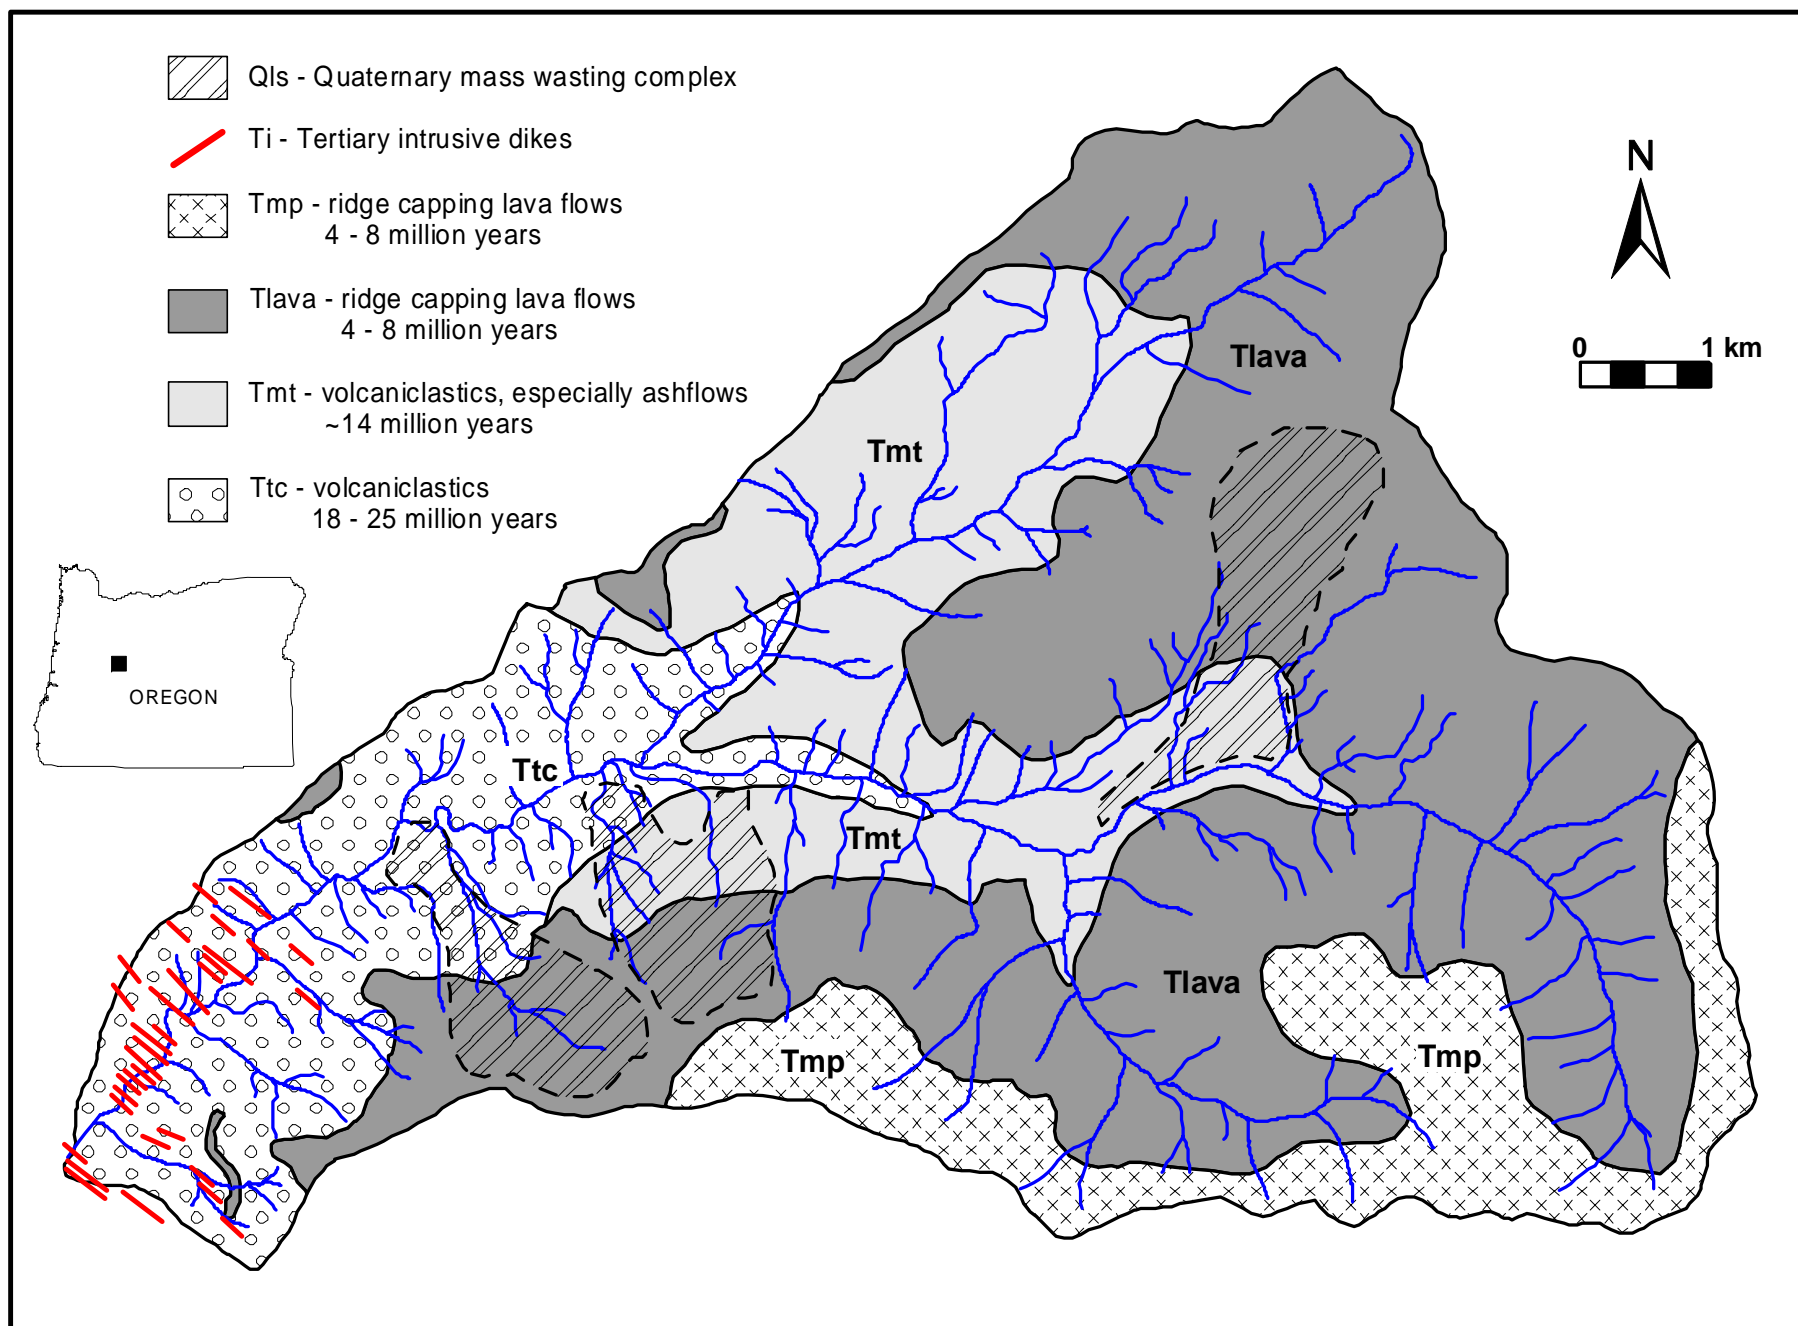 Qls - Quaternary mass wasting complex
Ti - Tertiary intrusive dikes
Tmp - ridge capping lava flows
4 - 8 million years
Tlava - ridge capping lava flows
4 - 8 million years
Tmt - volcaniclastics, especially ashflows
~14 million years
Ttc - volcaniclastics
18 - 25 million years
OREGON
N
0 1 km
Tlava
Tmt
Ttc
Tmt
Tlava
Tmp
Tmp